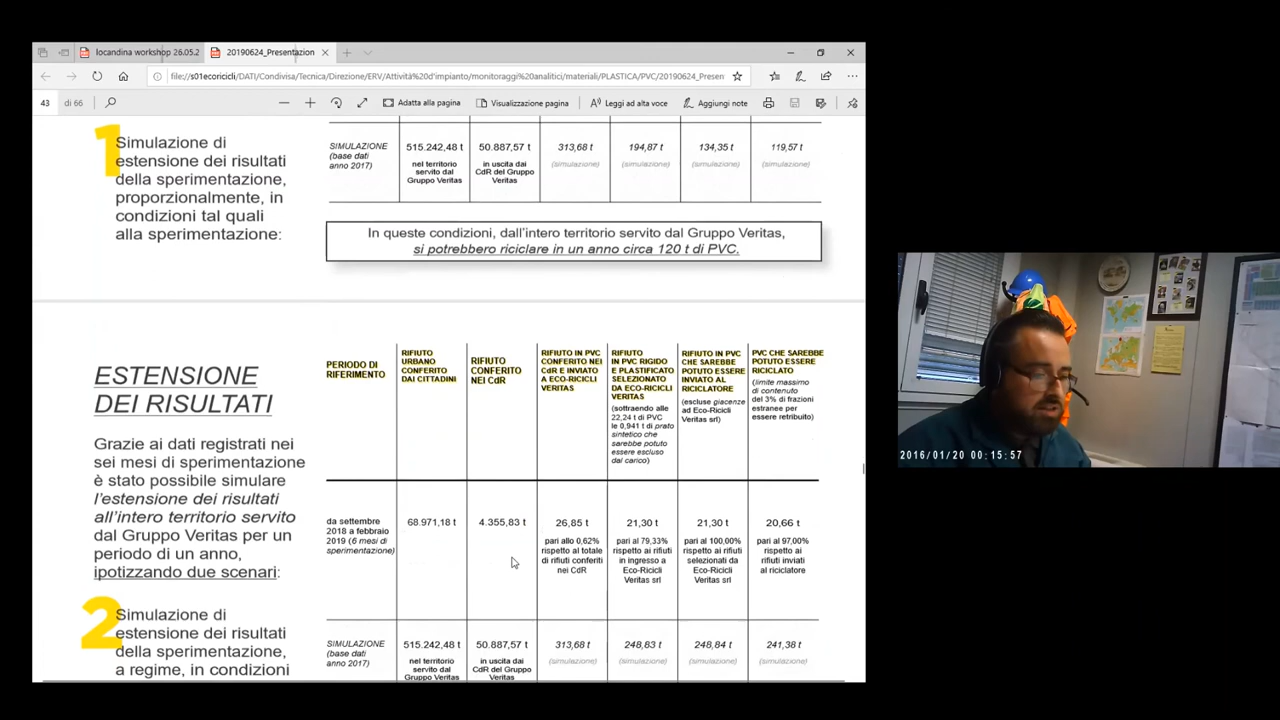 locandina workshop 26.05.2
20190624_Presentazion
file://s01ecoricicli/DATI/Condivisa/Tecnica/Direzione/ERV/Attività%20d'impianto/monitoraggi%20analitici/materiali/PLASTICA/PVC/20190624_Presen
43 di 66
Adatta alla pagina
Visualizzazione pagina
Leggi ad alta voce
Aggiungi note
1
Simulazione di
estensione dei risultati
della sperimentazione,
proporzionalmente, in
condizioni tal quali
alla sperimentazione:
SIMULAZIONE
(base dati
anno 2017)
515.242,48 t
nel territorio
servito dal
Gruppo Veritas
50.887,57 t
in uscita dai
CdR del Gruppo
Veritas
313,68 t
(simulazione)
194,87 t
(simulazione)
134,35 t
(simulazione)
119,57 t
(simulazione)
In queste condizioni, dall'intero territorio servito dal Gruppo Veritas,
si potrebbero riciclare in un anno circa 120 t di PVC.
ESTENSIONE
DEI RISULTATI
Grazie ai dati registrati nei
sei mesi di sperimentazione
è stato possibile simulare
l'estensione dei risultati
all'intero territorio servito
dal Gruppo Veritas per un
periodo di un anno,
ipotizzando due scenari:
2
Simulazione di
estensione dei risultati
della sperimentazione,
a regime, in condizioni
PERIODO DI
RIFERIMENTO
RIFIUTO
URBANO
CONFERITO
DAI CITTADINI
RIFIUTO
CONFERITO
NEI CdR
RIFIUTO IN PVC
CONFERITO NEI
CdR E INVIATO
A ECO-RICICLI
VERITAS
RIFIUTO
IN PVC RIGIDO
E PLASTIFICATO
SELEZIONATO
DA ECO-RICICLI
VERITAS
(sottraendo alle
22,24 t di PVC
le 0,941 t di prato
sintetico che
sarebbe potuto
essere escluso
dal carico)
RIFIUTO IN PVC
CHE SAREBBE
POTUTO ESSERE
INVIATO AL
RICICLATORE
(escluse giacenze
ad Eco-Ricicli
Veritas srl)
PVC CHE SAREBBE
POTUTO ESSERE
RICICLATO
(limite massimo
di contenuto
del 3% di frazioni
estranee per
essere retribuito)
da settembre
2018 a febbraio
2019 (6 mesi di
sperimentazione)
68.971,18 t
4.355,83 t
26,85 t
pari allo 0,62%
rispetto al totale
di rifiuti conferiti
nei CdR
21,30 t
pari al 79,33%
rispetto ai rifiuti
in ingresso a
Eco-Ricicli
Veritas srl
21,30 t
pari al 100,00%
rispetto ai rifiuti
selezionati da
Eco-Ricicli
Veritas srl
20,66 t
pari al 97,00%
rispetto ai
rifiuti inviati
al riciclatore
SIMULAZIONE
(base dati
anno 2017)
515.242,48 t
nel territorio
servito dal
Gruppo Veritas
50.887,57 t
in uscita dai
CdR del Gruppo
Veritas
313,68 t
(simulazione)
248,83 t
(simulazione)
248,84 t
(simulazione)
241,38 t
(simulazione)
2016/01/20 00:15:57